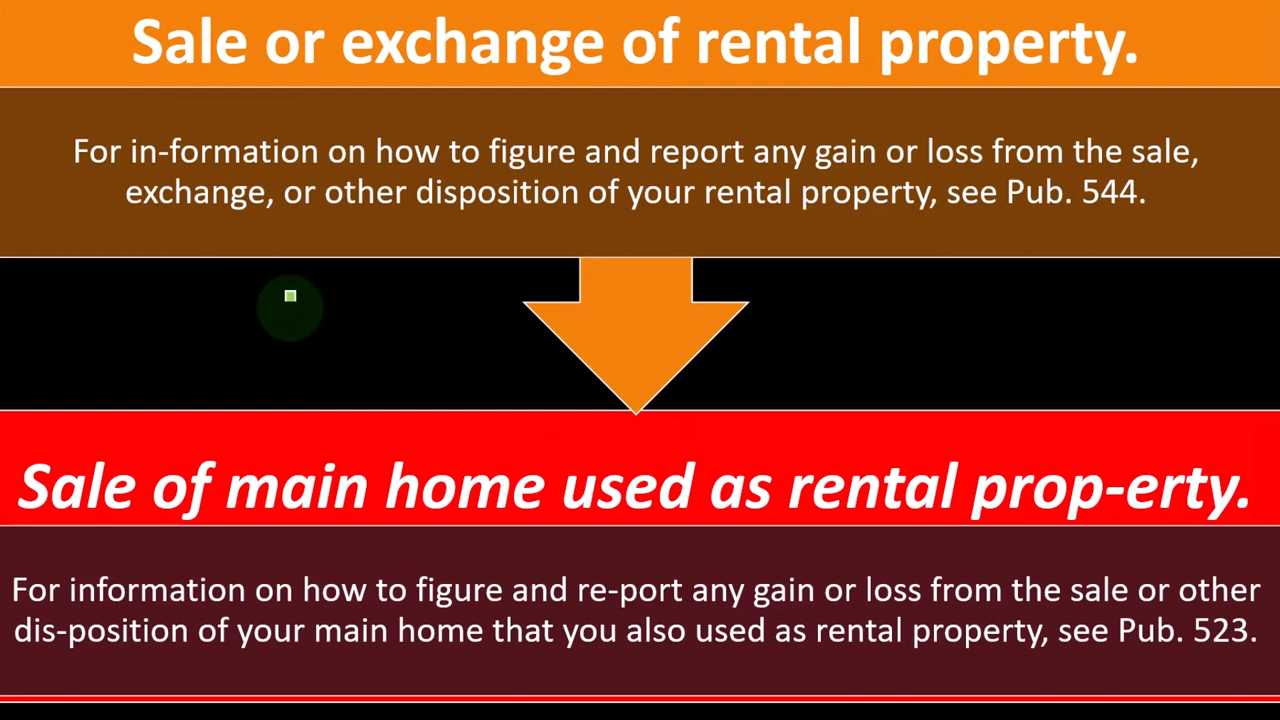 Sale or exchange of rental property.
For in-formation on how to figure and report any gain or loss from the sale,
exchange, or other disposition of your rental property, see Pub. 544.
Sale of main home used as rental prop-erty.
For information on how to figure and re-port any gain or loss from the sale or other
dis-position of your main home that you also used as rental property, see Pub. 523.